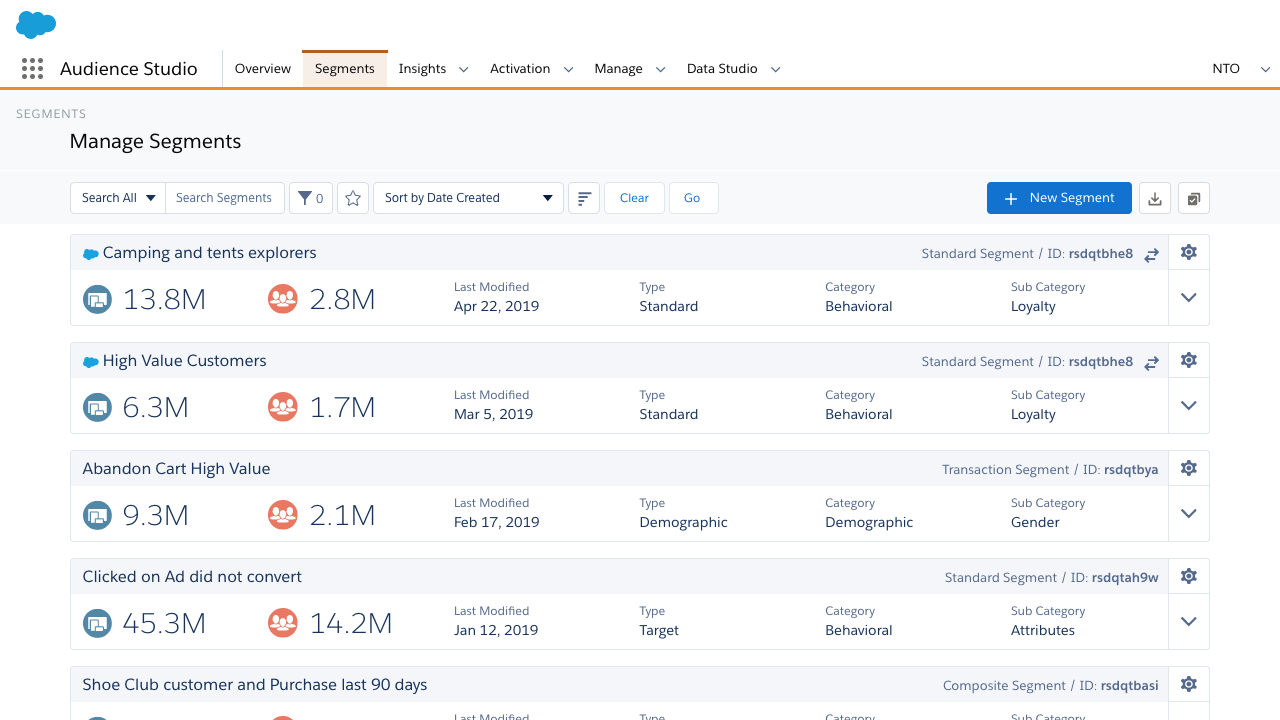 Audience Studio
Overview
Segments
Insights
Activation
Manage
Data Studio
NTO
SEGMENTS
Manage Segments
Search All
Search Segments
0
Sort by Date Created
Clear
Go
New Segment
Camping and tents explorers
Standard Segment / ID: rsdqtbhe8
13.8M
2.8M
Last Modified
Apr 22, 2019
Type
Standard
Category
Behavioral
Sub Category
Loyalty
High Value Customers
Standard Segment / ID: rsdqtbhe8
6.3M
1.7M
Last Modified
Mar 5, 2019
Type
Standard
Category
Behavioral
Sub Category
Loyalty
Abandon Cart High Value
Transaction Segment / ID: rsdqtbya
9.3M
2.1M
Last Modified
Feb 17, 2019
Type
Demographic
Category
Demographic
Sub Category
Gender
Clicked on Ad did not convert
Standard Segment / ID: rsdqtah9w
45.3M
14.2M
Last Modified
Jan 12, 2019
Type
Target
Category
Behavioral
Sub Category
Attributes
Shoe Club customer and Purchase last 90 days
Composite Segment / ID: rsdqtbasi
Last Modified
Type
Category
Sub Category